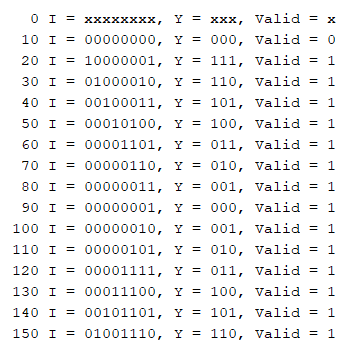 0 I = xxxxxxxx, Y = xxx, Valid = x
10 I = 00000000, Y = 000, Valid = 0
20 I = 10000001, Y = 111, Valid = 1
30 I = 01000010, Y = 110, Valid = 1
40 I = 00100011, Y = 101, Valid = 1
50 I = 00010100, Y = 100, Valid = 1
60 I = 00001101, Y = 011, Valid = 1
70 I = 00000110, Y = 010, Valid = 1
80 I = 00000011, Y = 001, Valid = 1
90 I = 00000001, Y = 000, Valid = 1
100 I = 00000010, Y = 001, Valid = 1
110 I = 00000101, Y = 010, Valid = 1
120 I = 00001111, Y = 011, Valid = 1
130 I = 00011100, Y = 100, Valid = 1
140 I = 00101101, Y = 101, Valid = 1
150 I = 01001110, Y = 110, Valid = 1